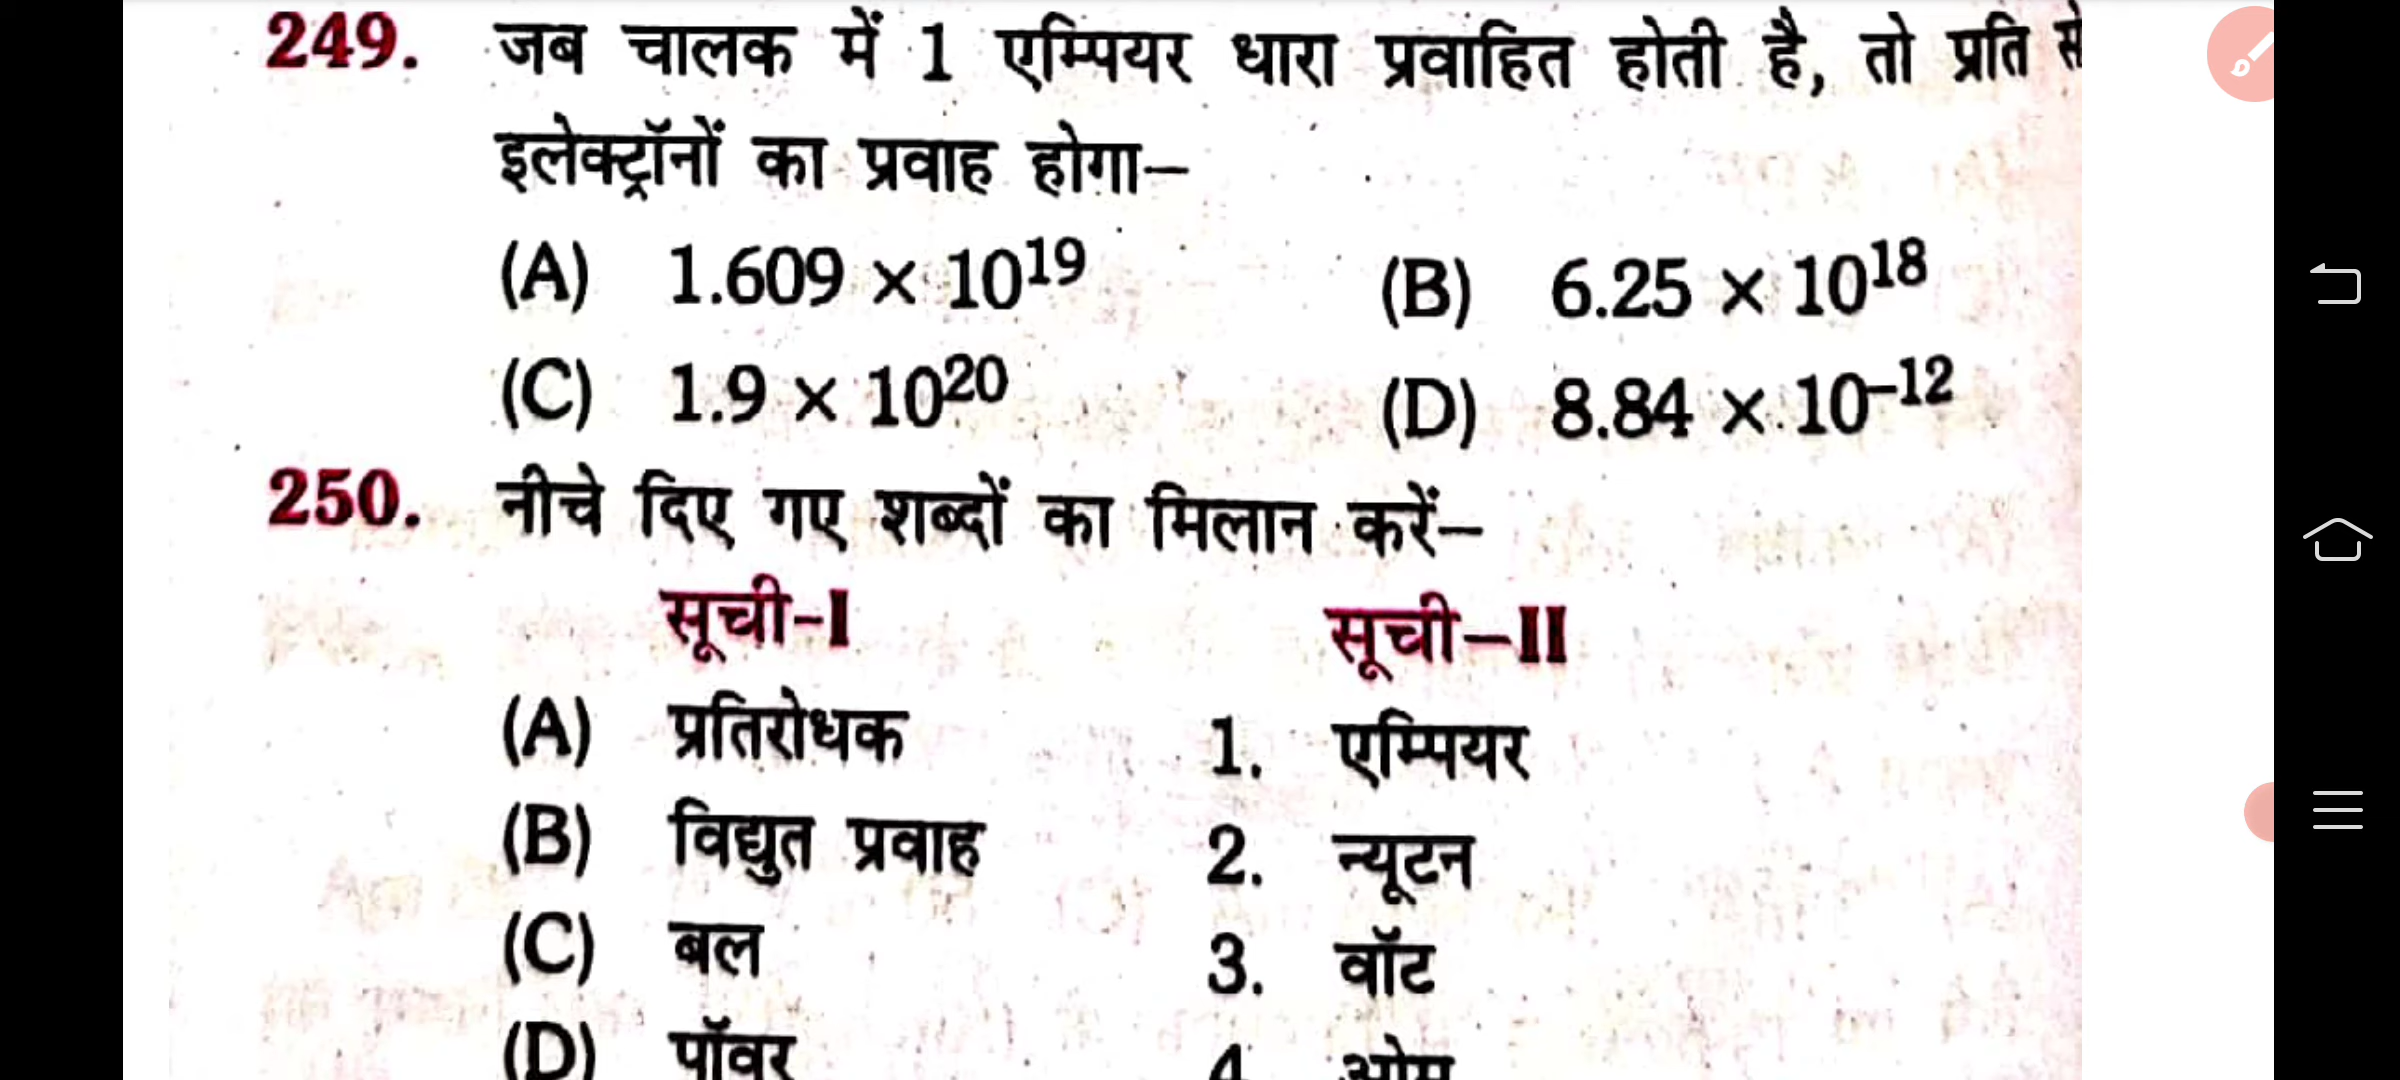 249. जब चालक में 1 एम्पियर धारा प्रवाहित होती है, तो प्रति
इलेक्ट्रॉनों का प्रवाह होगा–
(A) 1.609 × 10¹⁹ (B) 6.25 × 10¹⁸
(C) 1.9 × 10²⁰ (D) 8.84 × 10⁻¹²
250. नीचे दिए गए शब्दों का मिलान करें–
सूची-I सूची–II
(A) प्रतिरोधक 1. एम्पियर
(B) विद्युत प्रवाह 2. न्यूटन
(C) बल 3. वॉट
(D) पॉवर 4. ओम